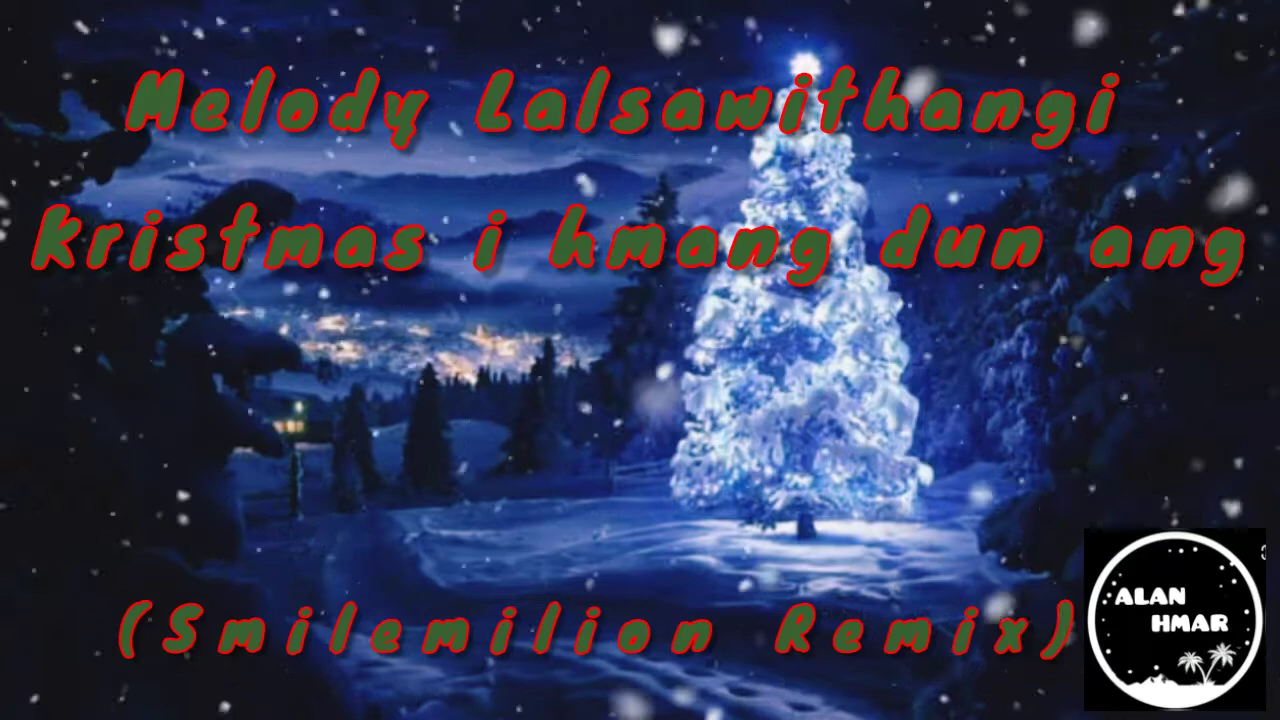 Melody Lalsawithangi
Kristmas i hmang dun ang
(Smilemilion Remix)
ALAN
HMAR